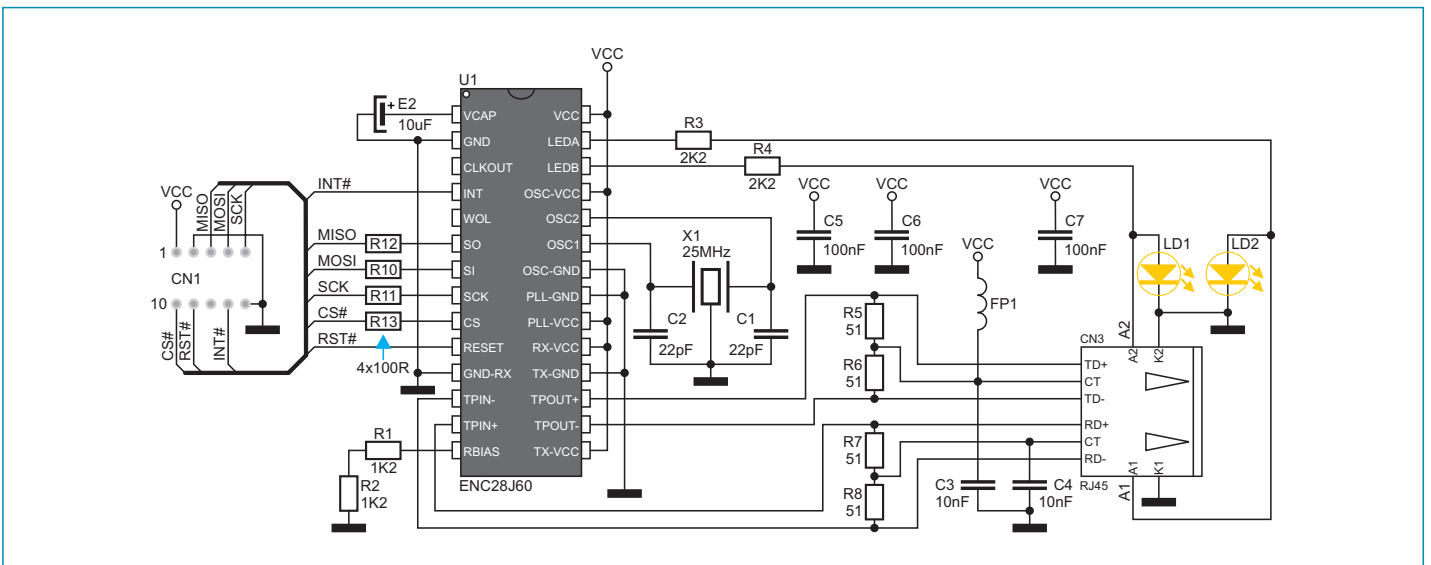 VCC
U1
+ E2
10uF
VCAP
GND
CLKOUT
INT
WOL
SO
SI
SCK
CS
RESET
GND-RX
TPIN-
TPIN+
RBIAS
VCC
LEDA
LEDB
OSC-VCC
OSC2
OSC1
OSC-GND
PLL-GND
PLL-VCC
RX-VCC
TX-GND
TPOUT+
TPOUT-
TX-VCC
ENC28J60
R3
2K2
R4
2K2
INT#
MISO
R12
MOSI
R10
SCK
R11
CS#
R13
RST#
4x100R
VCC
MISO
MOSI
SCK
1
CN1
10
CS#
RST#
INT#
R1
1K2
R2
1K2
X1
25MHz
C2
22pF
C1
22pF
VCC
C5
100nF
VCC
C6
100nF
VCC
C7
100nF
VCC
FP1
R5
51
R6
51
R7
51
R8
51
C3
10nF
C4
10nF
LD1
LD2
A2
CN3
A2
K2
TD+
CT
TD-
RD+
CT
RD-
A1
K1
RJ45
A1